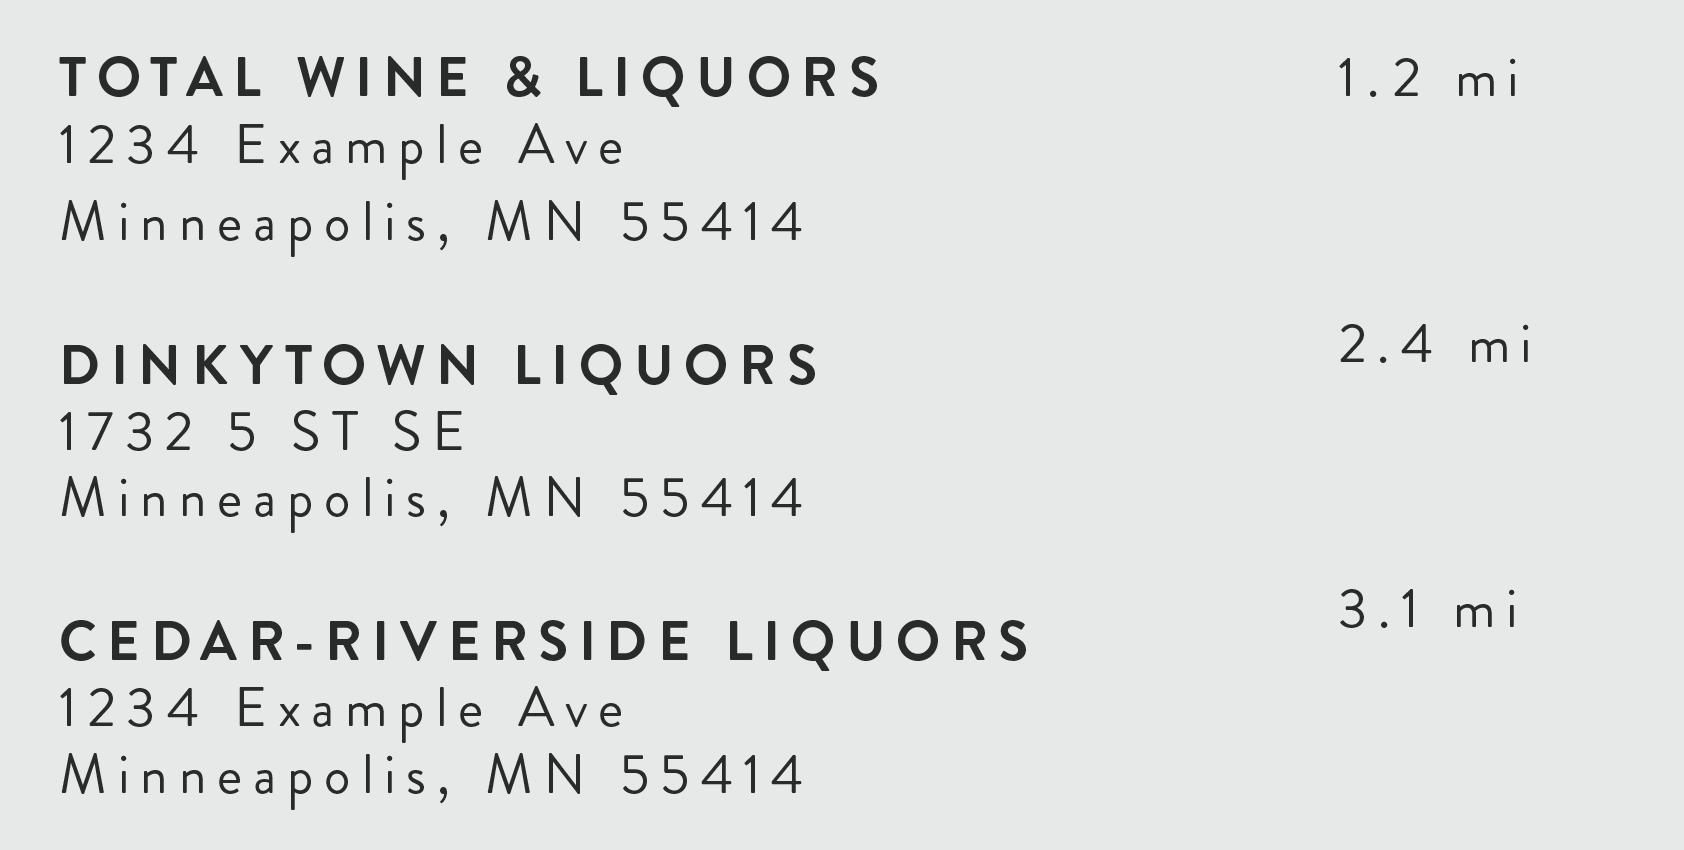 TOTAL WINE & LIQUORS 1.2 mi
1234 Example Ave
Minneapolis, MN 55414
DINKYTOWN LIQUORS 2.4 mi
1732 5 ST SE
Minneapolis, MN 55414
CEDAR-RIVERSIDE LIQUORS 3.1 mi
1234 Example Ave
Minneapolis, MN 55414